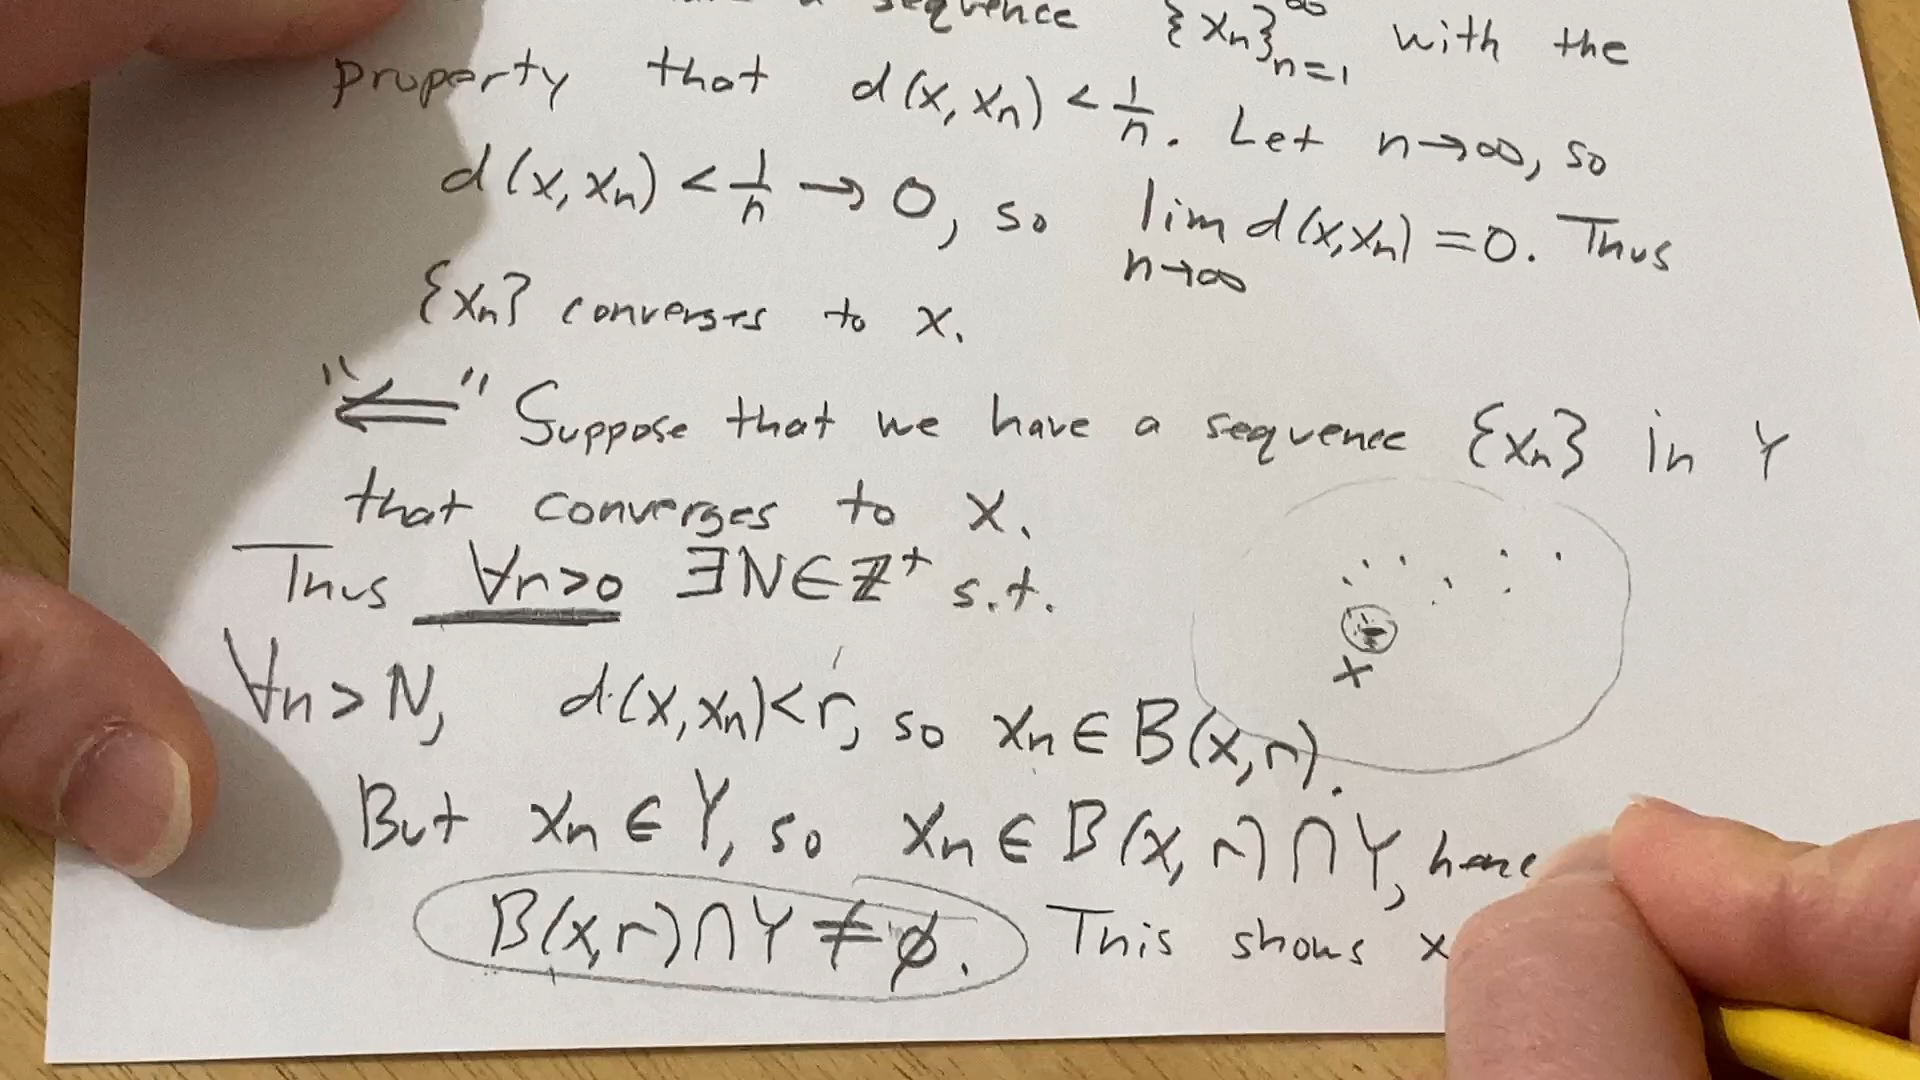 a sequence {xn}∞n=1 with the
property that d(x, xn) < 1/n. Let n→∞, so
d(x, xn) < 1/n → 0, so lim n→∞ d(x, xn) = 0. Thus
{xn} converges to x.
"⇐" Suppose that we have a sequence {xn} in Y
that converges to x.
Thus ∀r>0 ∃N∈ℤ⁺ s.t.
∀n > N, d(x, xn) < r, so xn ∈ B(x, r).
x
But xn ∈ Y, so xn ∈ B(x, r) ∩ Y, hence
B(x, r) ∩ Y ≠ ∅. This shows x